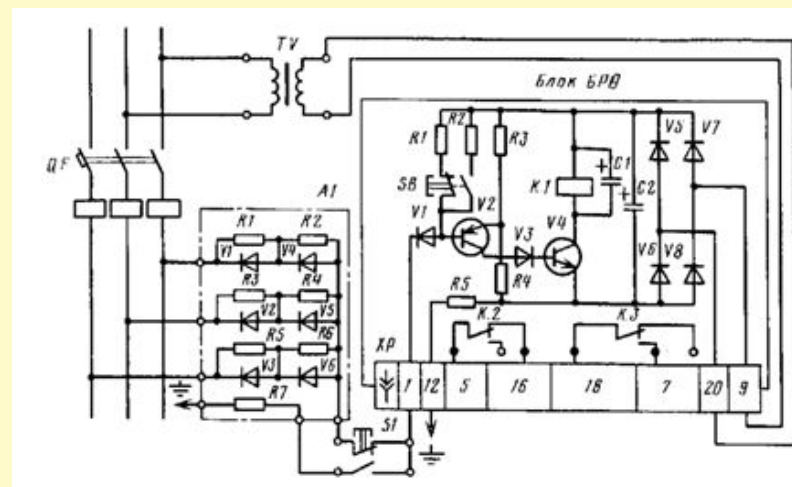 TV
Блок БРУ
QF
A1
R1 R2 R3
V5 V7
SB
K.1
C1
C2
V1 V2
V3
V4
R1 R2
V1 V4
R3 R4
V2 V5
R5 R6
V3 V6
R7
R4
V6 V8
R5
K.2
K.3
XP
1 12 5 16 18 7 20 9
S1